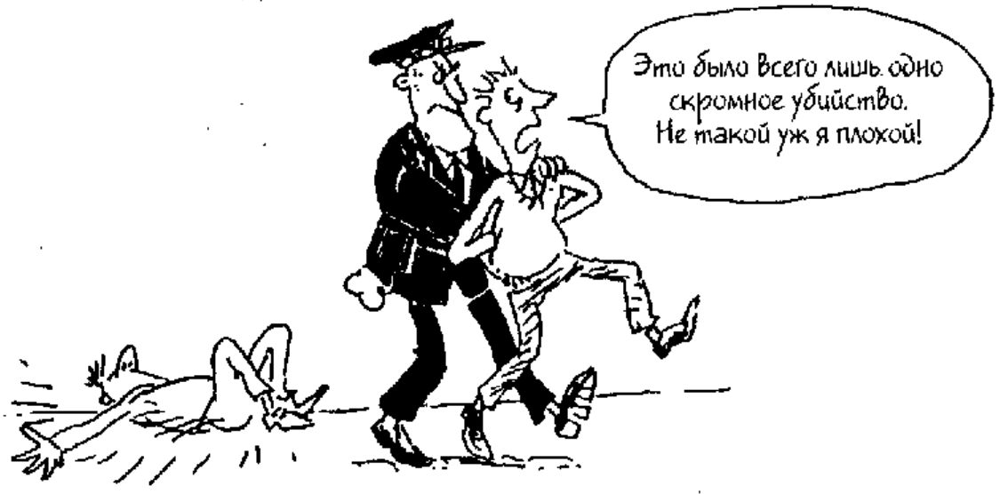 Это было всего лишь одно
скромное убийство.
Не такой уж я плохой!